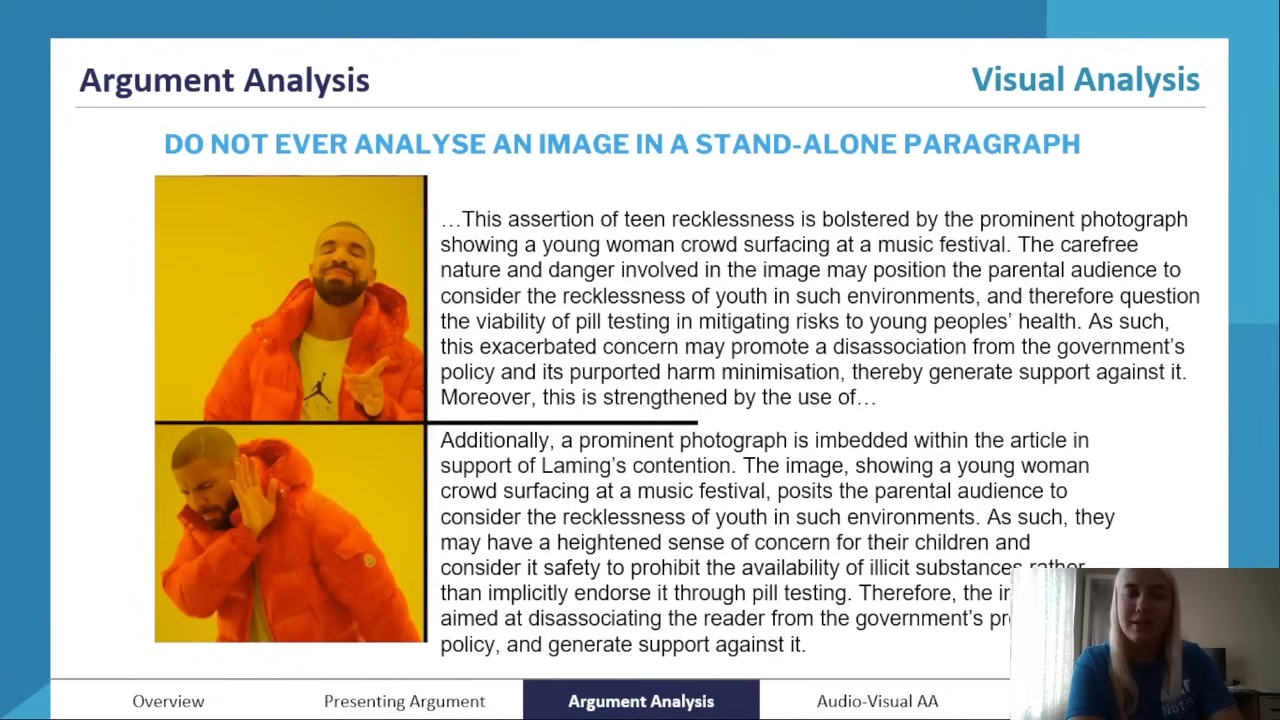 Argument Analysis
Visual Analysis
DO NOT EVER ANALYSE AN IMAGE IN A STAND-ALONE PARAGRAPH
…This assertion of teen recklessness is bolstered by the prominent photograph
showing a young woman crowd surfacing at a music festival. The carefree
nature and danger involved in the image may position the parental audience to
consider the recklessness of youth in such environments, and therefore question
the viability of pill testing in mitigating risks to young peoples’ health. As such,
this exacerbated concern may promote a disassociation from the government’s
policy and its purported harm minimisation, thereby generate support against it.
Moreover, this is strengthened by the use of…
Additionally, a prominent photograph is imbedded within the article in
support of Laming’s contention. The image, showing a young woman
crowd surfacing at a music festival, posits the parental audience to
consider the recklessness of youth in such environments. As such, they
may have a heightened sense of concern for their children and
consider it safety to prohibit the availability of illicit substances rather
than implicitly endorse it through pill testing. Therefore, the
aimed at disassociating the reader from the government’s
policy, and generate support against it.
Overview
Presenting Argument
Argument Analysis
Audio-Visual AA